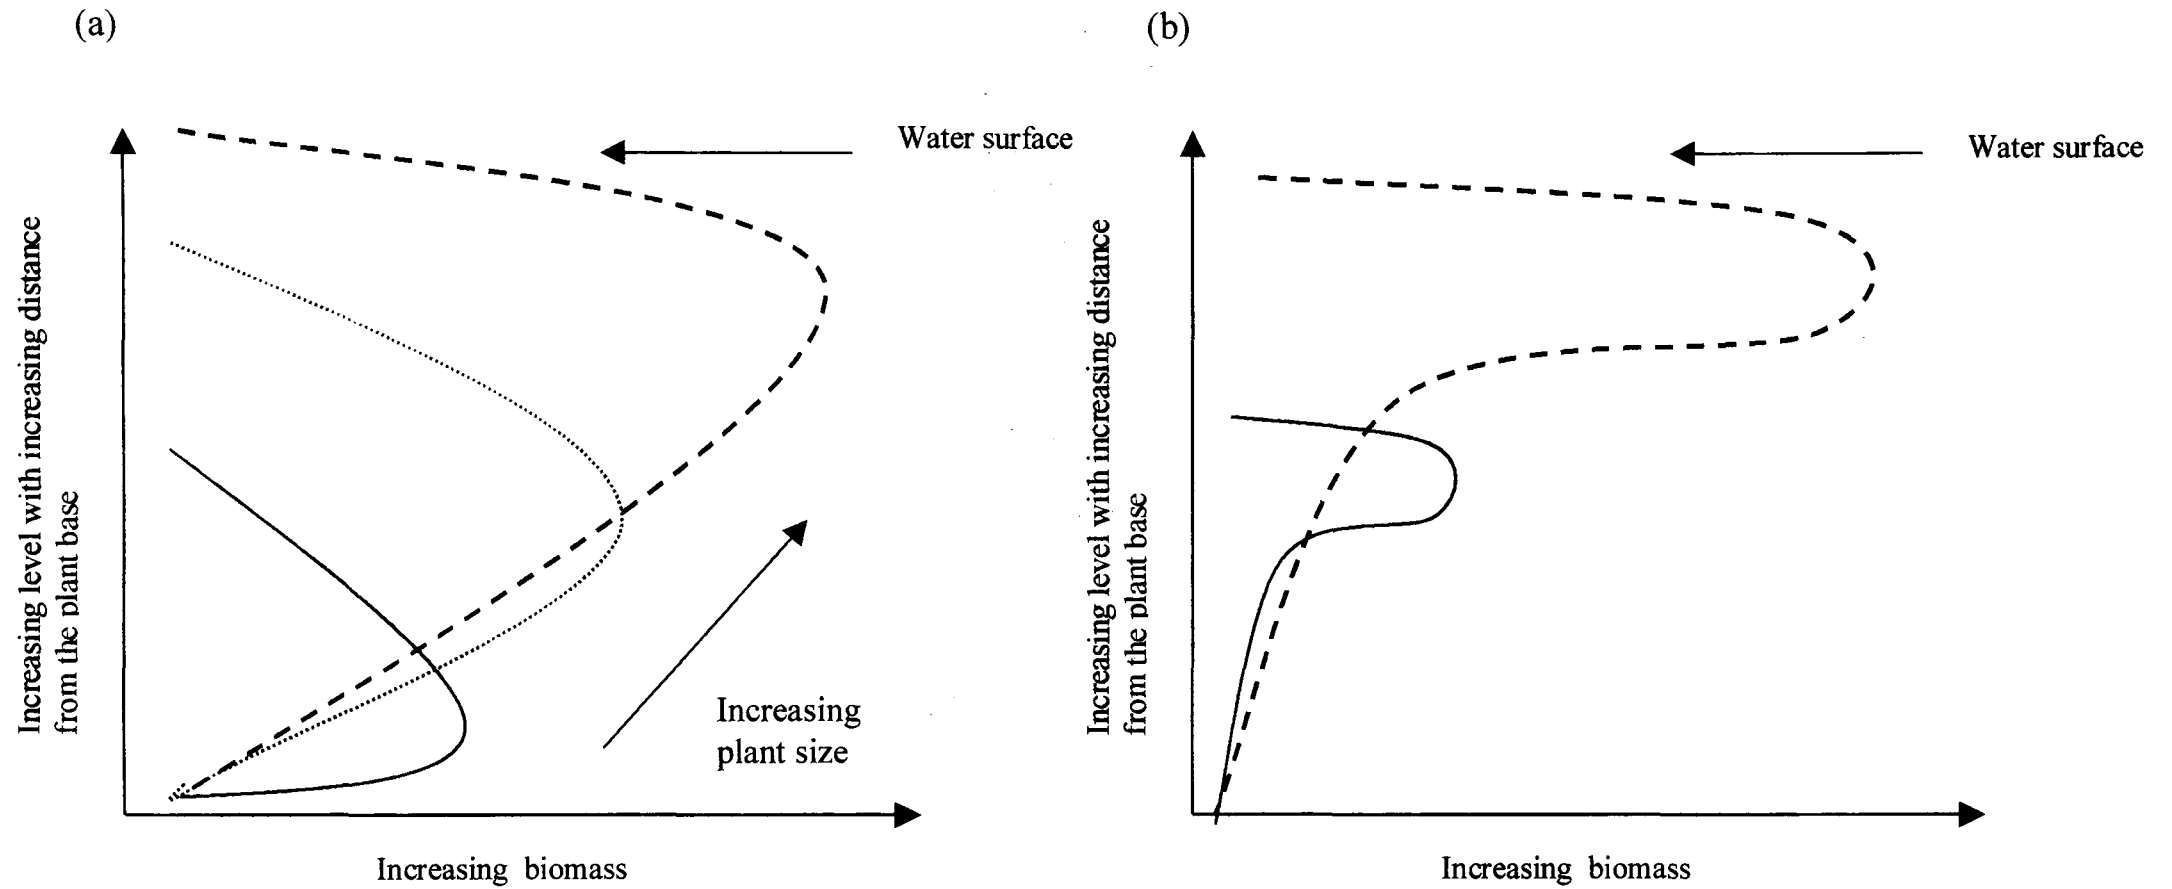 (a)
Water surface
Increasing level with increasing distance
from the plant base
Increasing
plant size
Increasing biomass
(b)
Water surface
Increasing level with increasing distance
from the plant base
Increasing biomass